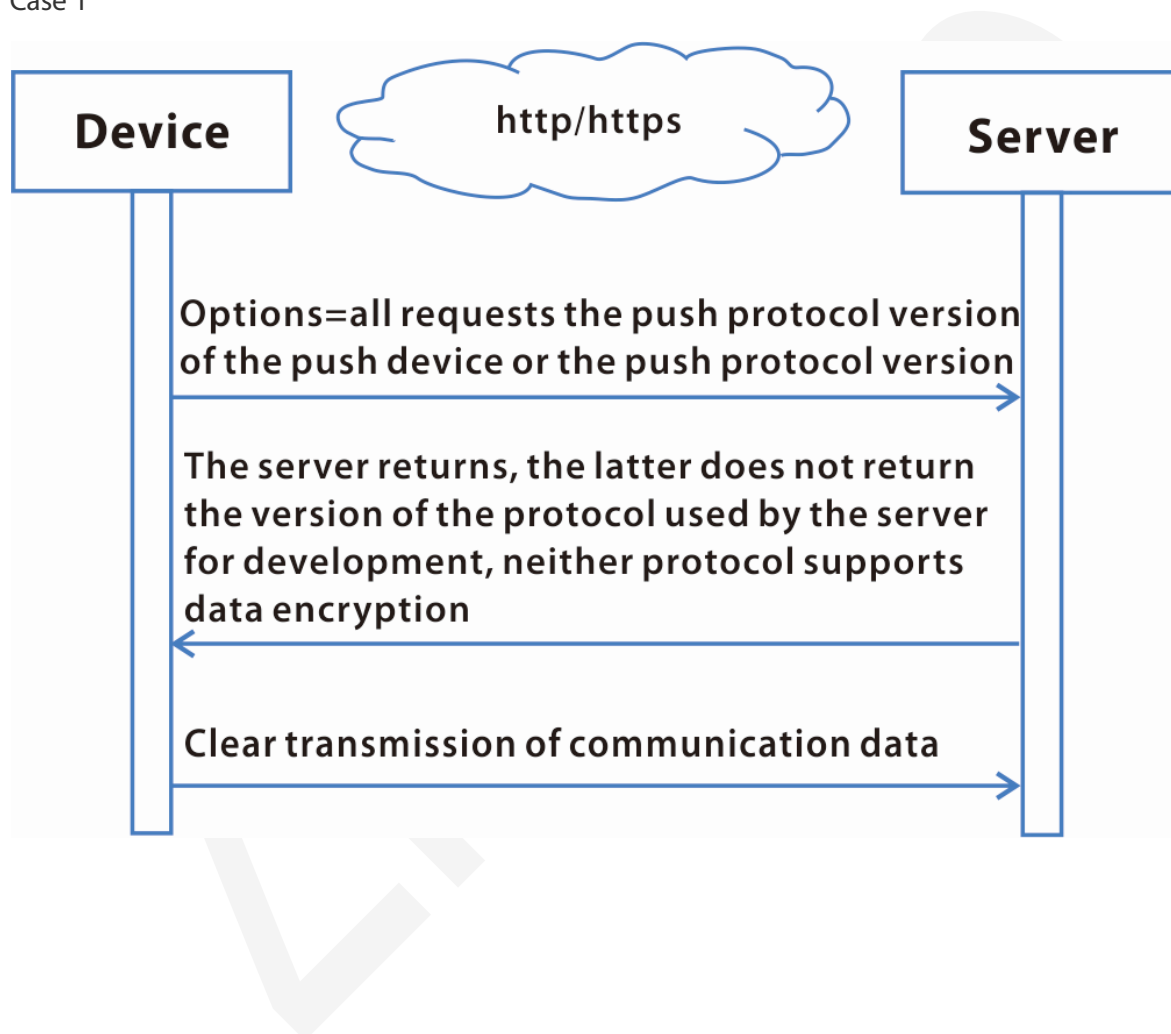 Case 1
Device
http/https
Server
Options=all requests the push protocol version
of the push device or the push protocol version
The server returns, the latter does not return
the version of the protocol used by the server
for development, neither protocol supports
data encryption
Clear transmission of communication data